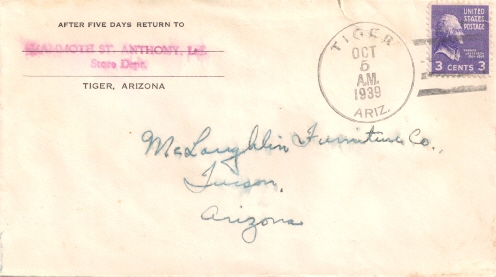 AFTER FIVE DAYS RETURN TO
MAMMOTH ST. ANTHONY, Ltd.
Store Dept.
TIGER, ARIZONA
TIGER
OCT
5
A.M.
1939
ARIZ.
UNITED
STATES
POSTAGE
3 CENTS 3
McLaughlin Furniture Co.,
Tucson,
Arizona